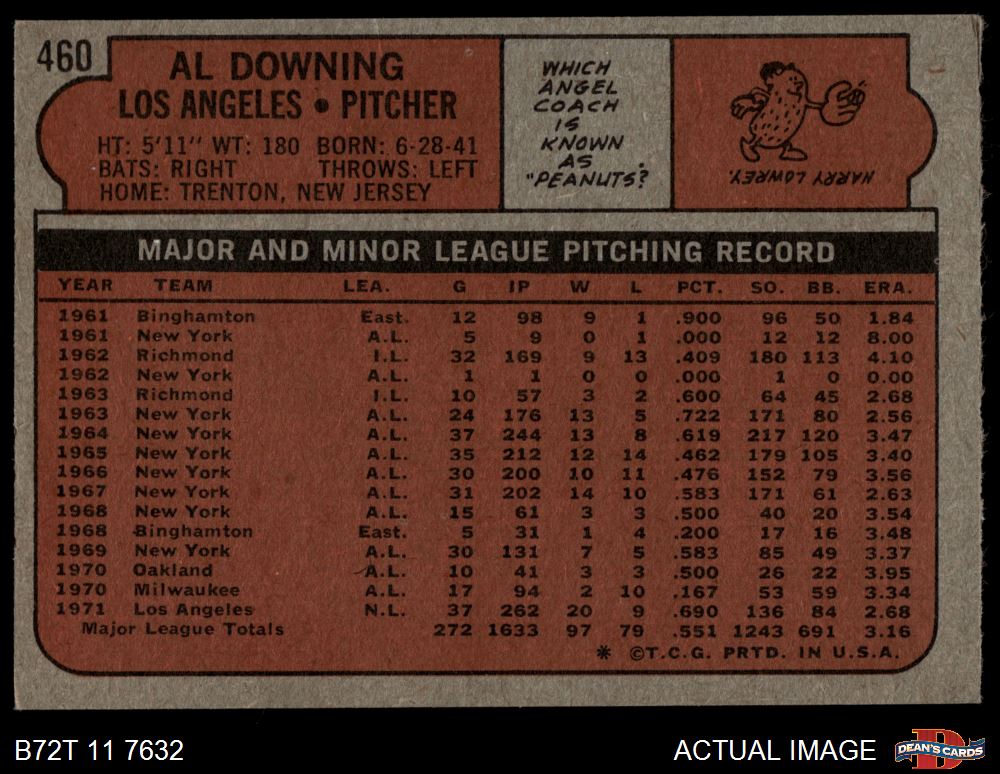 460
AL DOWNING
LOS ANGELES • PITCHER
HT: 5'11" WT: 180 BORN: 6-28-41
BATS: RIGHT THROWS: LEFT
HOME: TRENTON, NEW JERSEY
WHICH
ANGEL
COACH
IS
KNOWN
AS
"PEANUTS?
HARRY LOWREY.
MAJOR AND MINOR LEAGUE PITCHING RECORD
YEAR TEAM LEA. G IP W L PCT. SO. BB. ERA.
1961 Binghamton East. 12 98 9 1 .900 96 50 1.84
1961 New York A.L. 5 9 0 1 .000 12 12 8.00
1962 Richmond I.L. 32 169 9 13 .409 180 113 4.10
1962 New York A.L. 1 1 0 0 .000 1 0 0.00
1963 Richmond I.L. 10 57 3 2 .600 64 45 2.68
1963 New York A.L. 24 176 13 5 .722 171 80 2.56
1964 New York A.L. 37 244 13 8 .619 217 120 3.47
1965 New York A.L. 35 212 12 14 .462 179 105 3.40
1966 New York A.L. 30 200 10 11 .476 152 79 3.56
1967 New York A.L. 31 202 14 10 .583 171 61 2.63
1968 New York A.L. 15 61 3 3 .500 40 20 3.54
1968 Binghamton East. 5 31 1 4 .200 17 16 3.48
1969 New York A.L. 30 131 7 5 .583 85 49 3.37
1970 Oakland A.L. 10 41 3 3 .500 26 22 3.95
1970 Milwaukee A.L. 17 94 2 10 .167 53 59 3.34
1971 Los Angeles N.L. 37 262 20 9 .690 136 84 2.68
Major League Totals 272 1633 97 79 .551 1243 691 3.16
* ©T.C.G. PRTD. IN U.S.A.
B72T 11 7632
ACTUAL IMAGE
DEAN'S CARDS